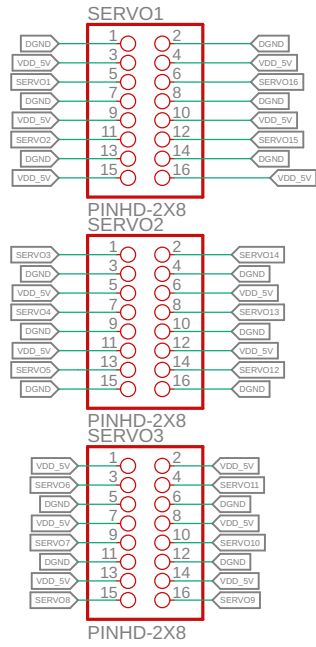 SERVO1
DGND 1 2 DGND
VDD_5V 3 4 VDD_5V
SERVO1 5 6 SERVO16
DGND 7 8 DGND
VDD_5V 9 10 VDD_5V
SERVO2 11 12 SERVO15
DGND 13 14 DGND
VDD_5V 15 16 VDD_5V
PINHD-2X8
SERVO2
SERVO3 1 2 SERVO14
DGND 3 4 DGND
VDD_5V 5 6 VDD_5V
SERVO4 7 8 SERVO13
DGND 9 10 DGND
VDD_5V 11 12 VDD_5V
SERVO5 13 14 SERVO12
DGND 15 16 DGND
PINHD-2X8
SERVO3
VDD_5V 1 2 VDD_5V
SERVO6 3 4 SERVO11
DGND 5 6 DGND
VDD_5V 7 8 VDD_5V
SERVO7 9 10 SERVO10
DGND 11 12 DGND
VDD_5V 13 14 VDD_5V
SERVO8 15 16 SERVO9
PINHD-2X8